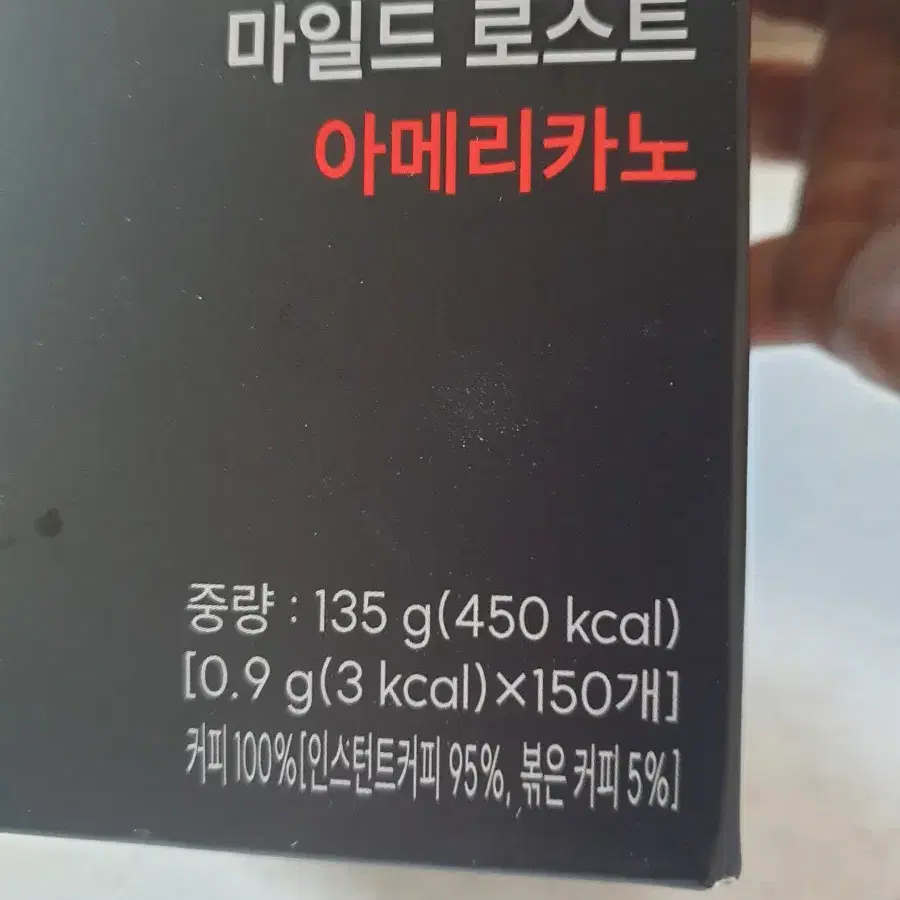 마일드 로스트
아메리카노
중량 : 135 g(450 kcal)
[0.9 g(3 kcal)×150개]
커피 100%[인스턴트커피 95%, 볶은 커피 5%]